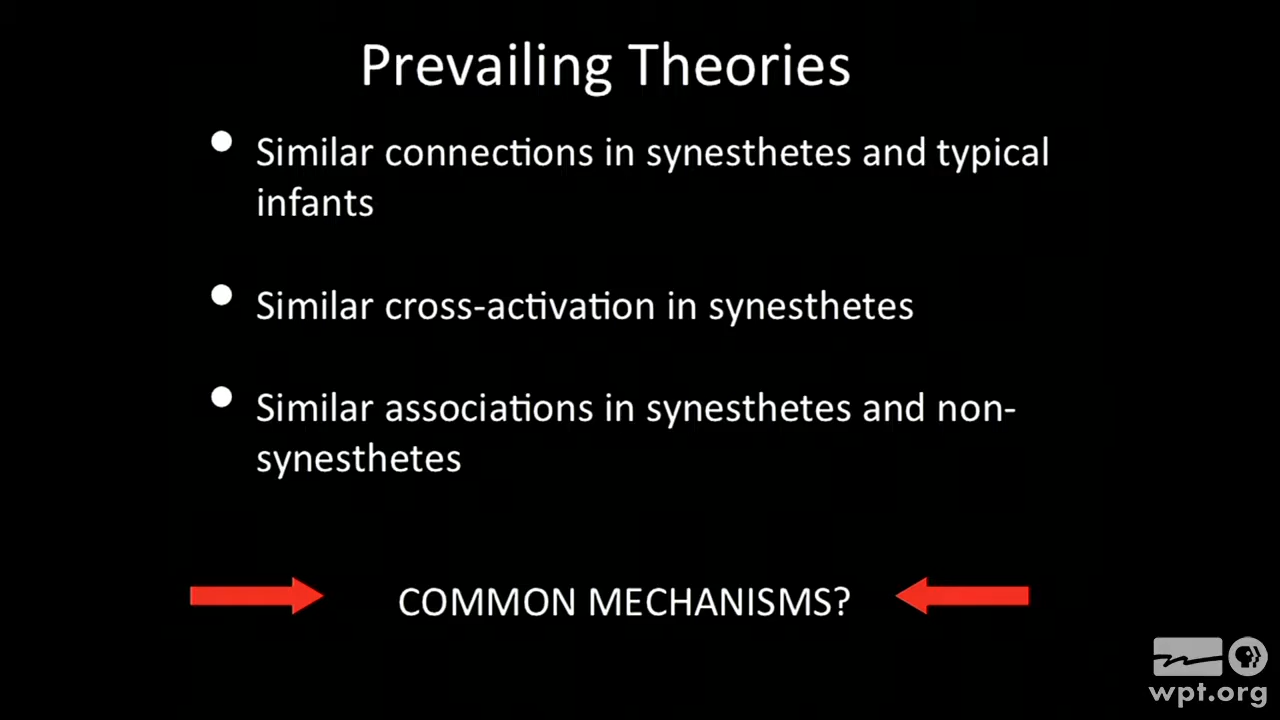 Prevailing Theories
• Similar connections in synesthetes and typical
infants
• Similar cross-activation in synesthetes
• Similar associations in synesthetes and non-
synesthetes
COMMON MECHANISMS?
wpt.org